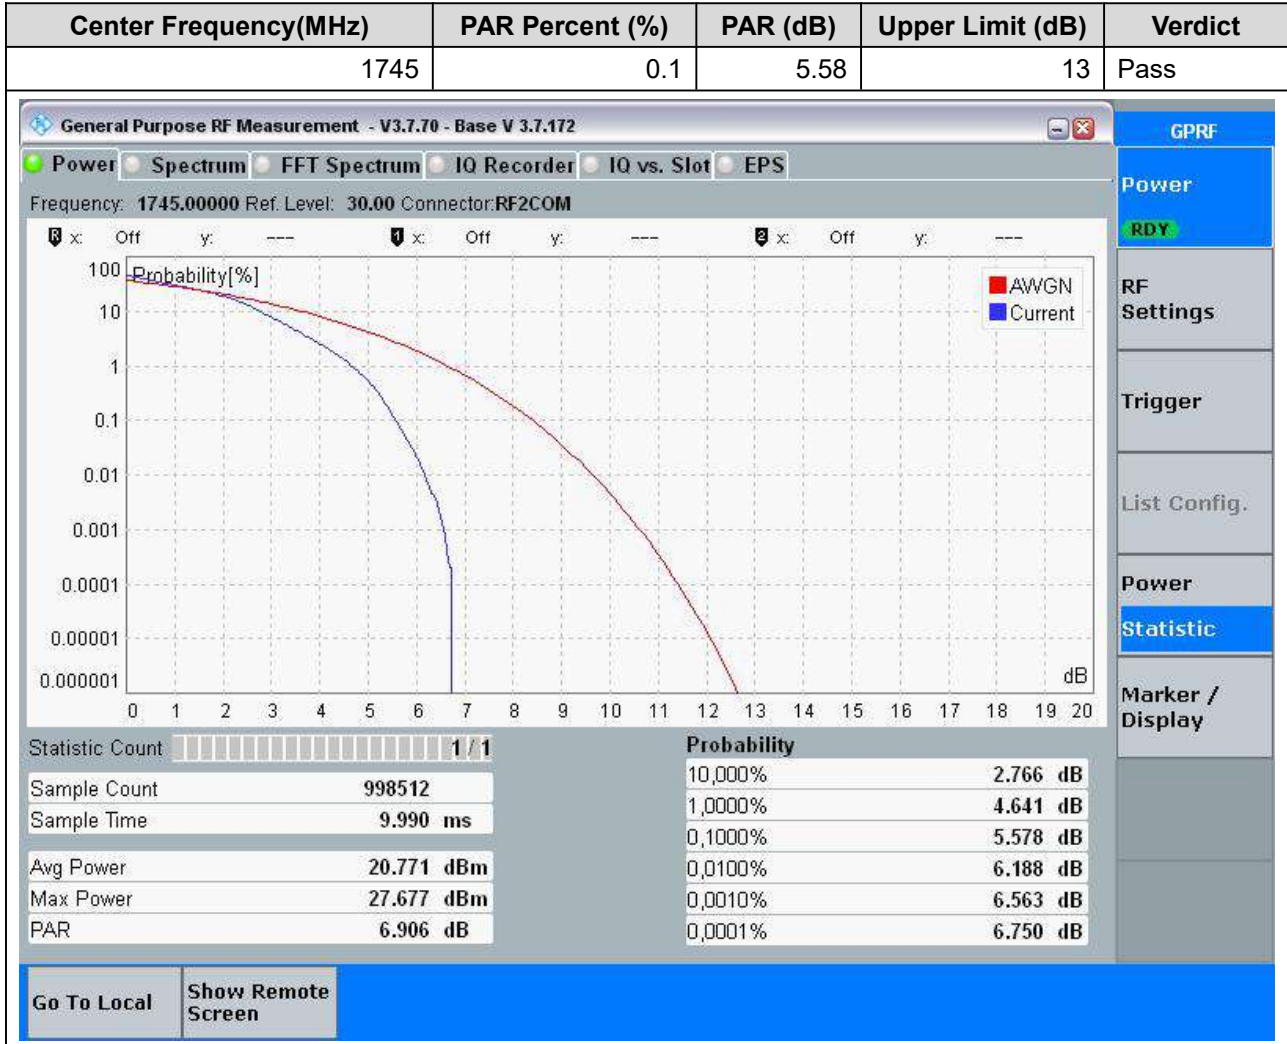 Center Frequency(MHz) PAR Percent (%) PAR (dB) Upper Limit (dB) Verdict
1745 0.1 5.58 13 Pass
General Purpose RF Measurement - V3.7.70 - Base V 3.7.172
GPRF
Power Spectrum FFT Spectrum IQ Recorder IQ vs. Slot EPS
Frequency: 1745.00000 Ref. Level: 30.00 Connector:RF2COM
R x: Off y: --- 1 x: Off y: --- 2 x: Off y: ---
Probability[%]
AWGN
Current
100
10
1
0.1
0.01
0.001
0.0001
0.00001
0.000001
dB
0 1 2 3 4 5 6 7 8 9 10 11 12 13 14 15 16 17 18 19 20
Power
RDY
RF
Settings
Trigger
List Config.
Power
Statistic
Marker /
Display
Statistic Count 1 / 1
Sample Count 998512
Sample Time 9.990 ms
Avg Power 20.771 dBm
Max Power 27.677 dBm
PAR 6.906 dB
Probability
10,000% 2.766 dB
1,0000% 4.641 dB
0,1000% 5.578 dB
0,0100% 6.188 dB
0,0010% 6.563 dB
0,0001% 6.750 dB
Go To Local
Show Remote
Screen